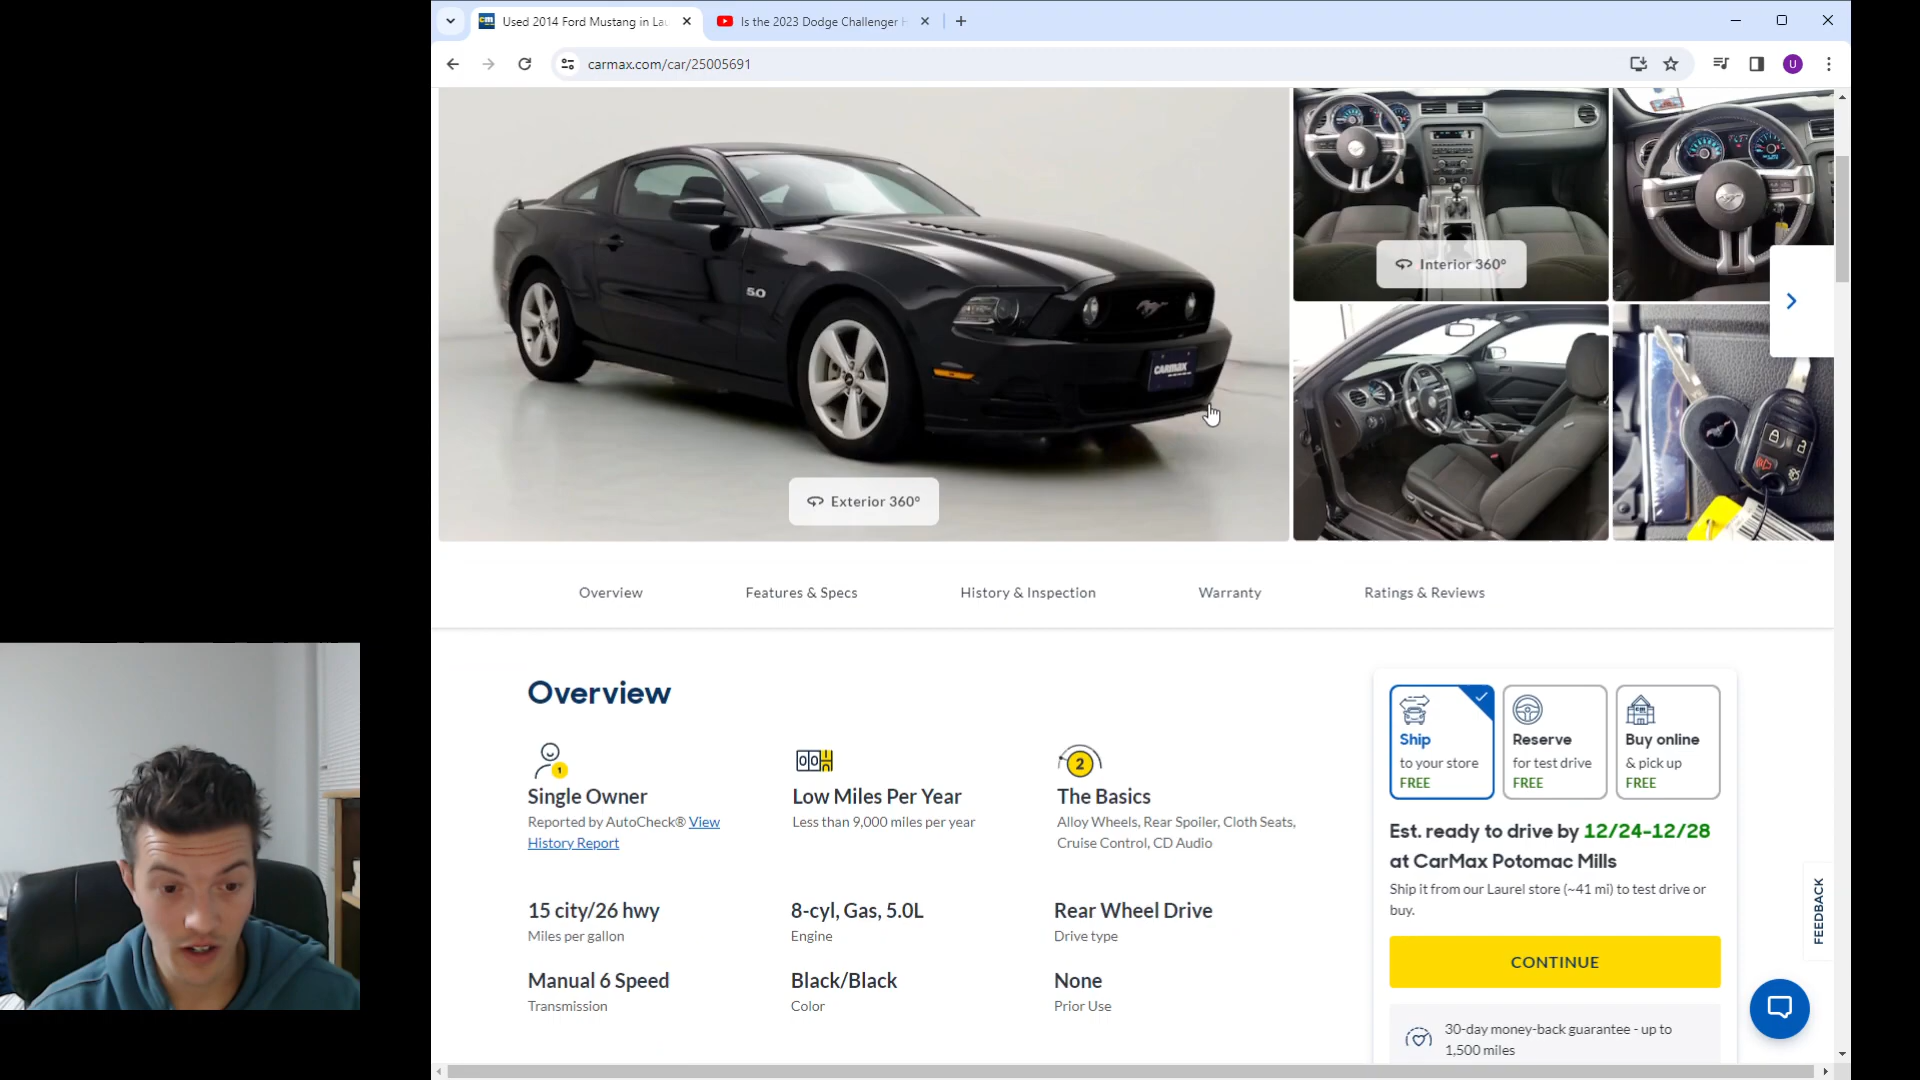 Used 2014 Ford Mustang in Lau
Is the 2023 Dodge Challenger H
carmax.com/car/25005691
U
5.0
CARMAX
Exterior 360°
Interior 360°
Overview
Features & Specs
History & Inspection
Warranty
Ratings & Reviews
Overview
1
Single Owner
Reported by AutoCheck® View
History Report
Low Miles Per Year
Less than 9,000 miles per year
2
The Basics
Alloy Wheels, Rear Spoiler, Cloth Seats,
Cruise Control, CD Audio
15 city/26 hwy
Miles per gallon
8-cyl, Gas, 5.0L
Engine
Rear Wheel Drive
Drive type
Manual 6 Speed
Transmission
Black/Black
Color
None
Prior Use
Ship
to your store
FREE
Reserve
for test drive
FREE
Buy online
& pick up
FREE
Est. ready to drive by 12/24-12/28
at CarMax Potomac Mills
Ship it from our Laurel store (~41 mi) to test drive or
buy.
CONTINUE
30-day money-back guarantee - up to
1,500 miles
FEEDBACK